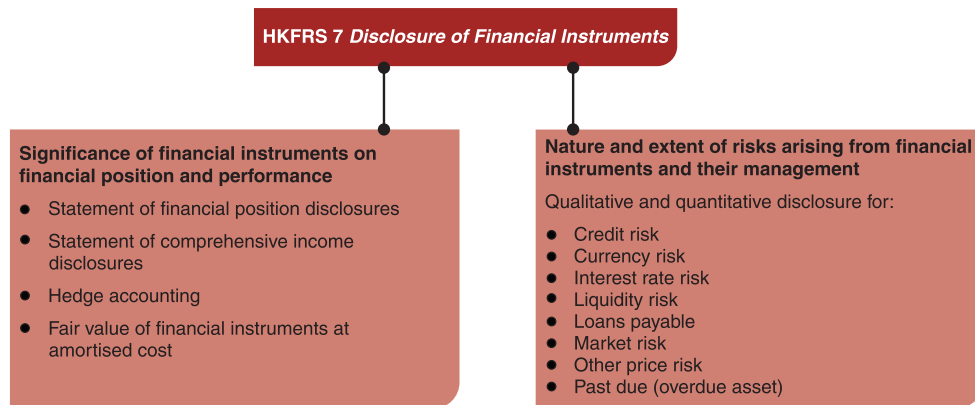 HKFRS 7 Disclosure of Financial Instruments
Significance of financial instruments on
financial position and performance
● Statement of financial position disclosures
● Statement of comprehensive income
disclosures
● Hedge accounting
● Fair value of financial instruments at
amortised cost
Nature and extent of risks arising from financial
instruments and their management
Qualitative and quantitative disclosure for:
● Credit risk
● Currency risk
● Interest rate risk
● Liquidity risk
● Loans payable
● Market risk
● Other price risk
● Past due (overdue asset)